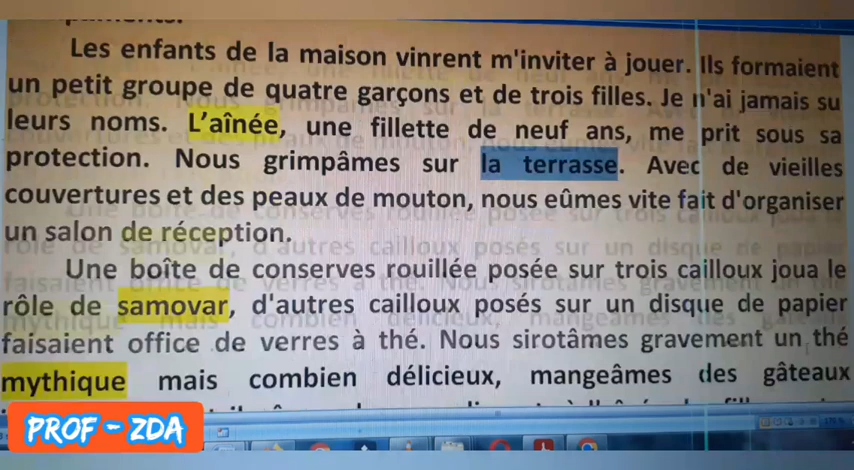 Les enfants de la maison vinrent m'inviter à jouer. Ils formaient
un petit groupe de quatre garçons et de trois filles. Je n'ai jamais su
leurs noms. L'aînée, une fillette de neuf ans, me prit sous sa
protection. Nous grimpâmes sur la terrasse. Avec de vieilles
couvertures et des peaux de mouton, nous eûmes vite fait d'organiser
un salon de réception.
Une boîte de conserves rouillée posée sur trois cailloux joua le
rôle de samovar, d'autres cailloux posés sur un disque de papier
faisaient office de verres à thé. Nous sirotâmes gravement un thé
mythique mais combien délicieux, mangeâmes des gâteaux
PROF - ZDA